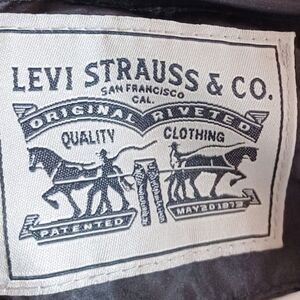 LEVI STRAUSS & CO.
SAN FRANCISCO
CAL.
ORIGINAL RIVETED
QUALITY CLOTHING
PATENTED MAY 20 1873